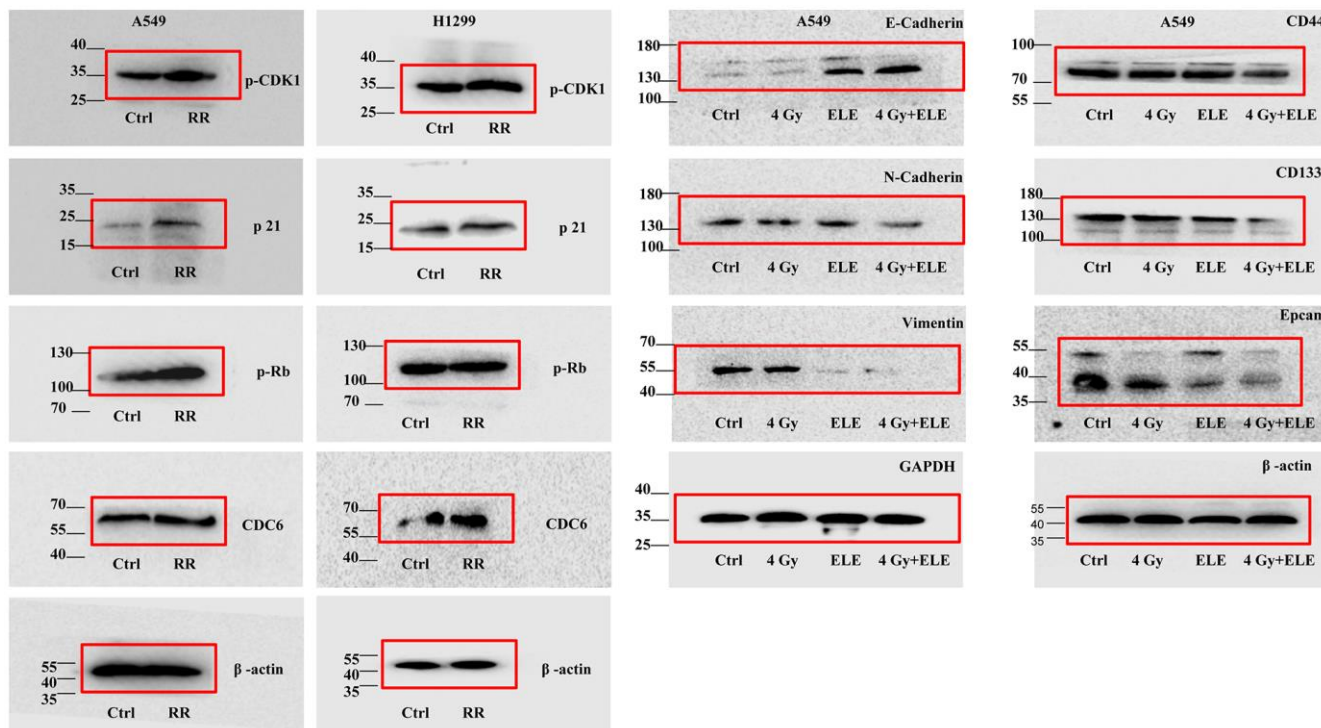 A549
40
35
25
p-CDK1
Ctrl RR
35
25
15
p 21
Ctrl RR
130
100
70
p-Rb
Ctrl RR
70
55
40
CDC6
Ctrl RR
55
40
35
β -actin
Ctrl RR
H1299
40
35
25
p-CDK1
Ctrl RR
35
25
15
p 21
Ctrl RR
130
100
70
p-Rb
Ctrl RR
70
55
40
CDC6
Ctrl RR
55
40
35
β -actin
Ctrl RR
A549 E-Cadherin
180
130
100
Ctrl 4 Gy ELE 4 Gy+ELE
N-Cadherin
180
130
100
Ctrl 4 Gy ELE 4 Gy+ELE
Vimentin
70
55
40
Ctrl 4 Gy ELE 4 Gy+ELE
GAPDH
40
35
25
Ctrl 4 Gy ELE 4 Gy+ELE
A549 CD44
100
70
55
Ctrl 4 Gy ELE 4 Gy+ELE
CD133
180
130
100
Ctrl 4 Gy ELE 4 Gy+ELE
Epcam
55
40
35
Ctrl 4 Gy ELE 4 Gy+ELE
β -actin
55
40
35
Ctrl 4 Gy ELE 4 Gy+ELE